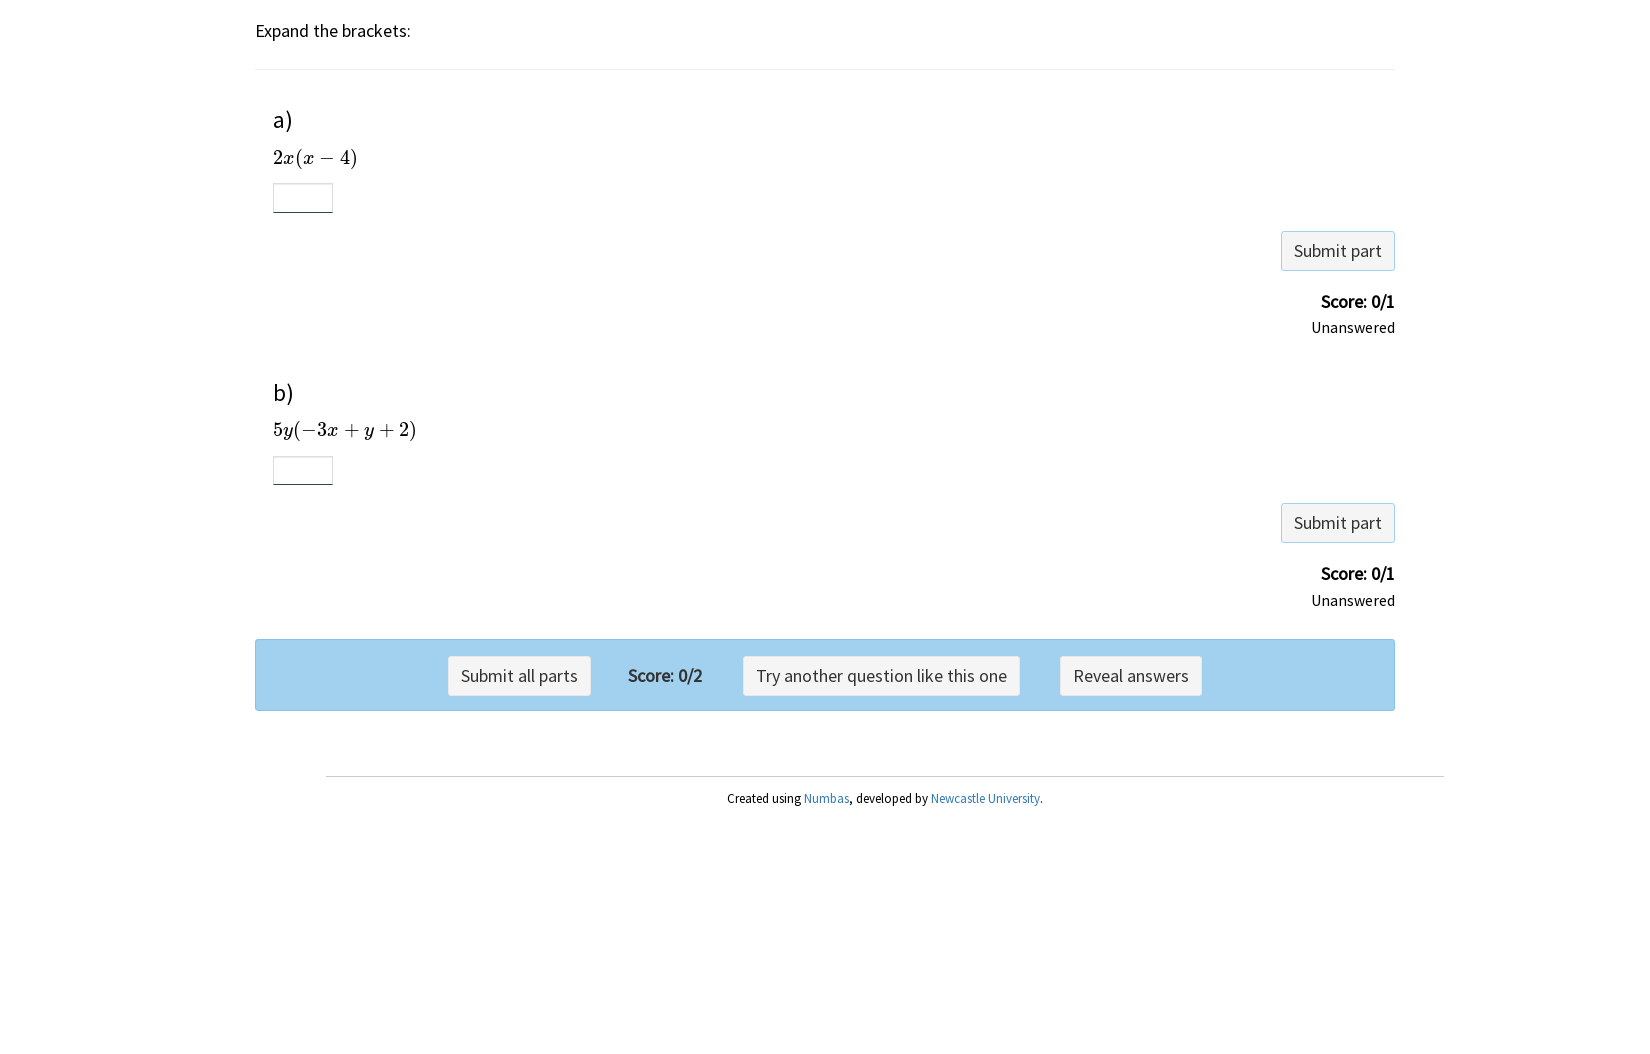 Expand the brackets:
a)
2x(x − 4)
Submit part
Score: 0/1
Unanswered
b)
5y(−3x + y + 2)
Submit part
Score: 0/1
Unanswered
Submit all parts Score: 0/2 Try another question like this one Reveal answers
Created using Numbas, developed by Newcastle University.